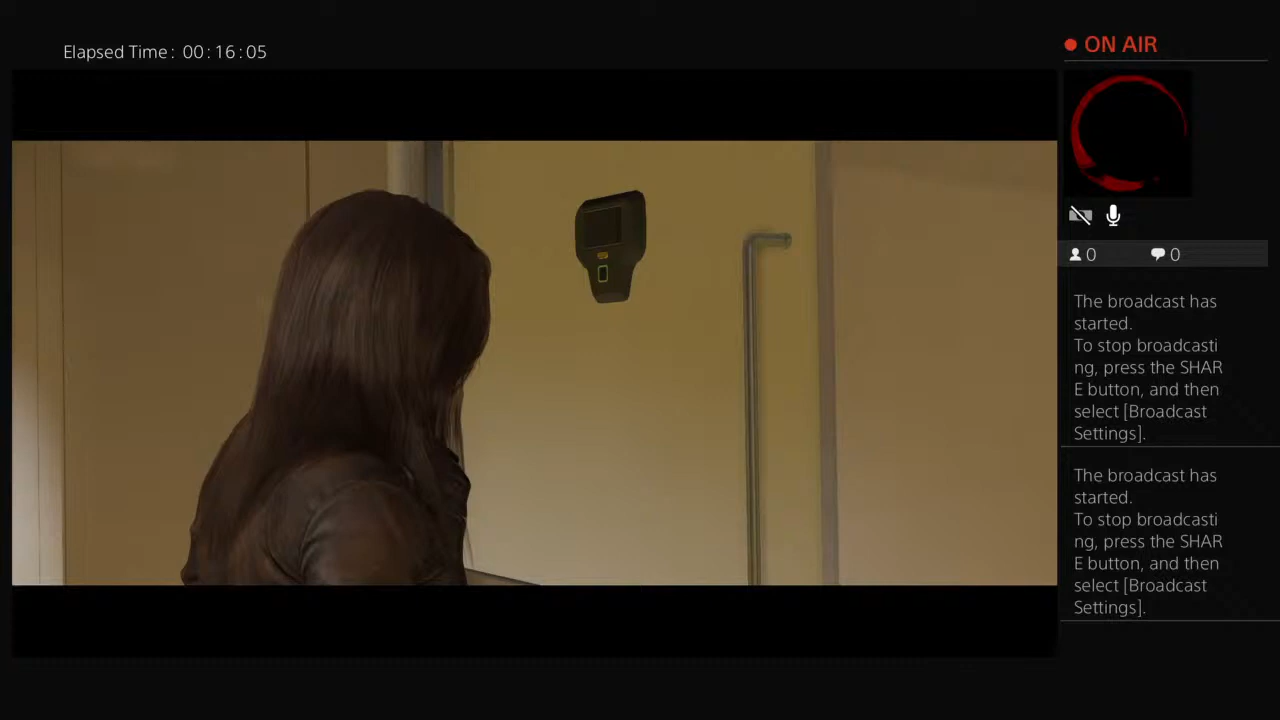 Elapsed Time: 00:16:05
ON AIR
0
0
The broadcast has
started.
To stop broadcasti
ng, press the SHAR
E button, and then
select [Broadcast
Settings].
The broadcast has
started.
To stop broadcasti
ng, press the SHAR
E button, and then
select [Broadcast
Settings].